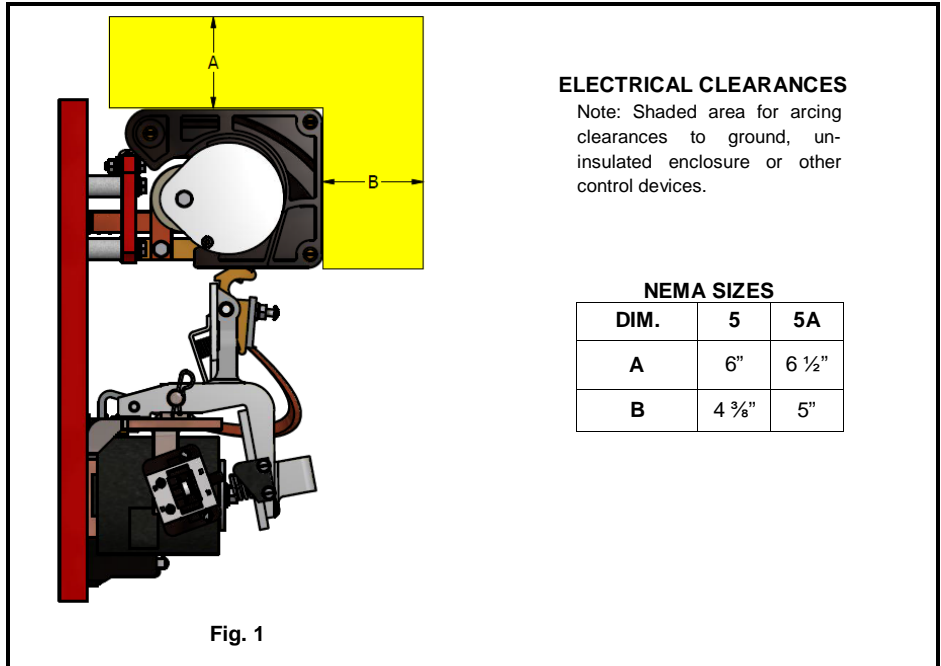 A
B
ELECTRICAL CLEARANCES
Note: Shaded area for arcing
clearances to ground, un-
insulated enclosure or other
control devices.
NEMA SIZES
DIM. 5 5A
A 6” 6 ½”
B 4 ⅜” 5”
Fig. 1